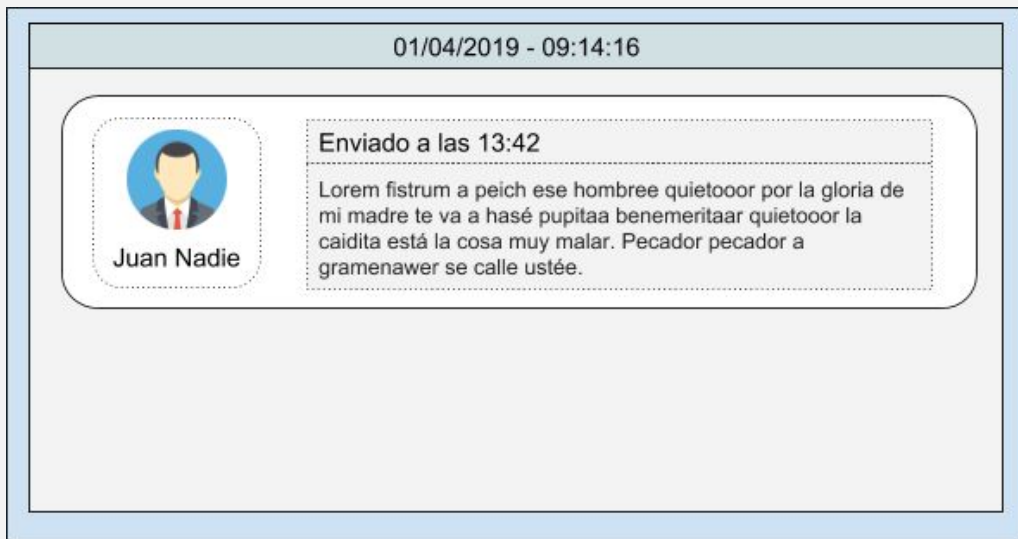 01/04/2019 - 09:14:16
Juan Nadie
Enviado a las 13:42
Lorem fistrum a peich ese hombree quietooor por la gloria de
mi madre te va a hasé pupitaa benemeritaar quietooor la
caidita está la cosa muy malar. Pecador pecador a
gramenawer se calle ustée.